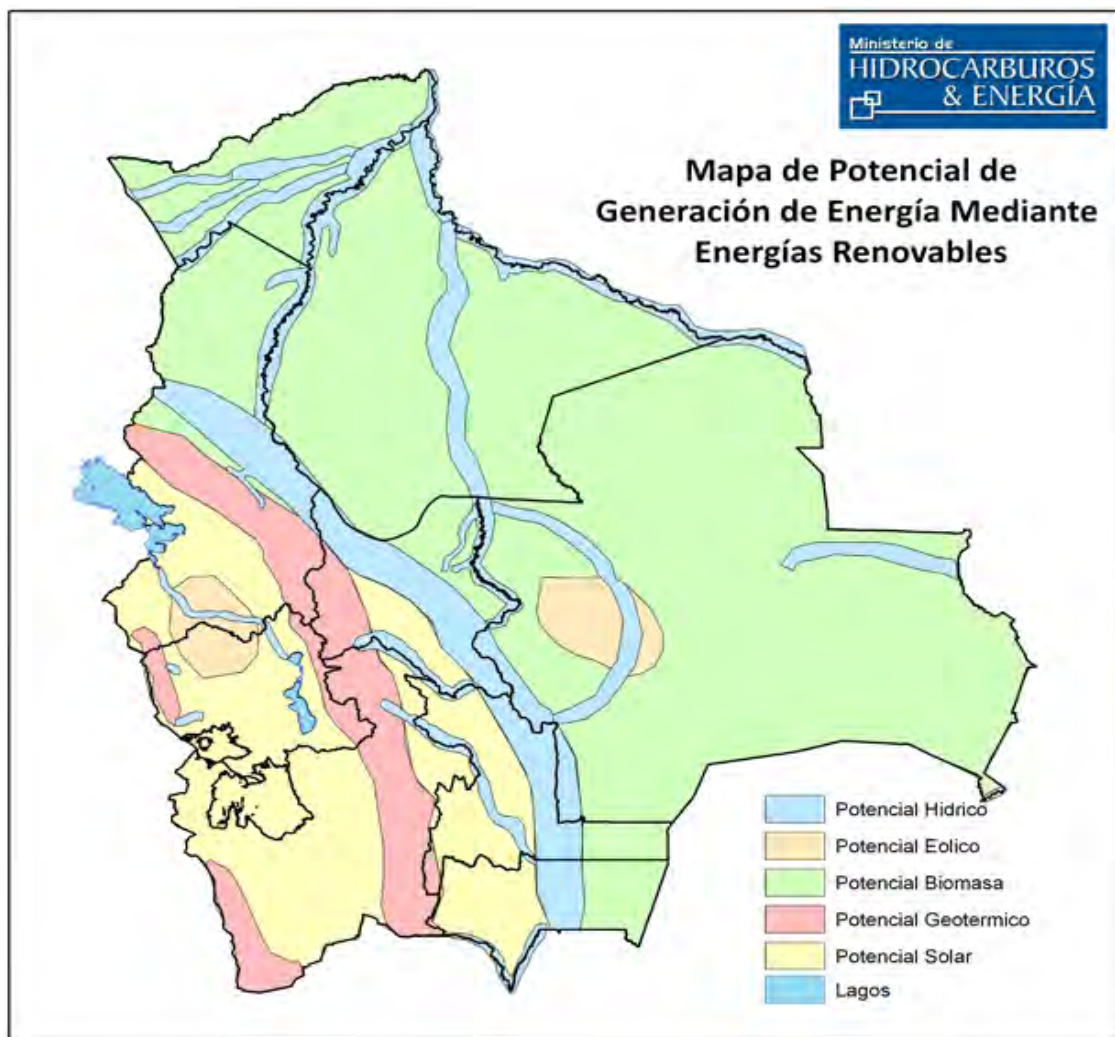 Ministerio de
HIDROCARBUROS
& ENERGÍA
Mapa de Potencial de
Generación de Energía Mediante
Energías Renovables
Potencial Hidrico
Potencial Eolico
Potencial Biomasa
Potencial Geotermico
Potencial Solar
Lagos